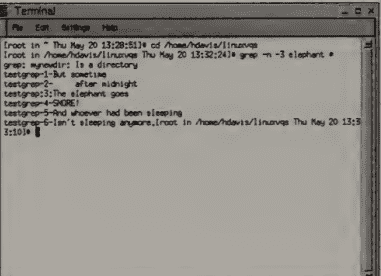 Terminal
File Edit Settings Help
[root in ~ Thu May 20 13:28:51]# cd /home/hdavis/linuxvqs
[root in /home/hdavis/linuxvqs Thu May 20 13:32:24]# grep -n -3 elephant *
grep: mynewdir: Is a directory
testgrep-1-But sometime
testgrep-2- after midnight
testgrep:3:The elephant goes
testgrep-4-SNORE!
testgrep-5-And whoever had been sleeping
testgrep-6-Isn't sleeping anymore.[root in /home/hdavis/linuxvqs Thu May 20 13:3
3:10]#